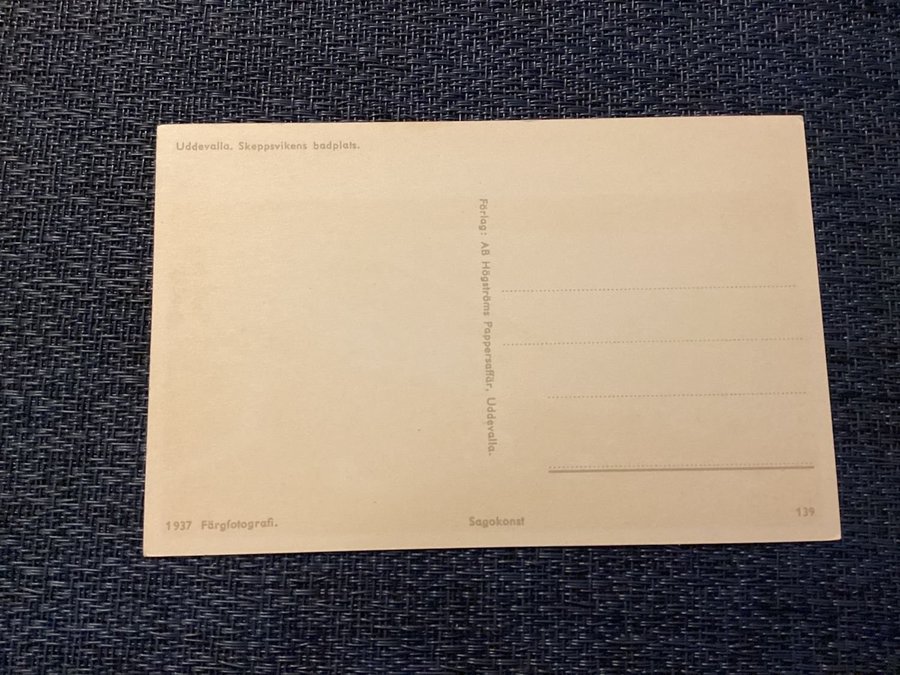 Uddevalla. Skeppsvikens badplats.
Förlag: AB Högströms Pappersaffär, Uddevalla.
1937 Färgfotografi.
Sagokonst
139